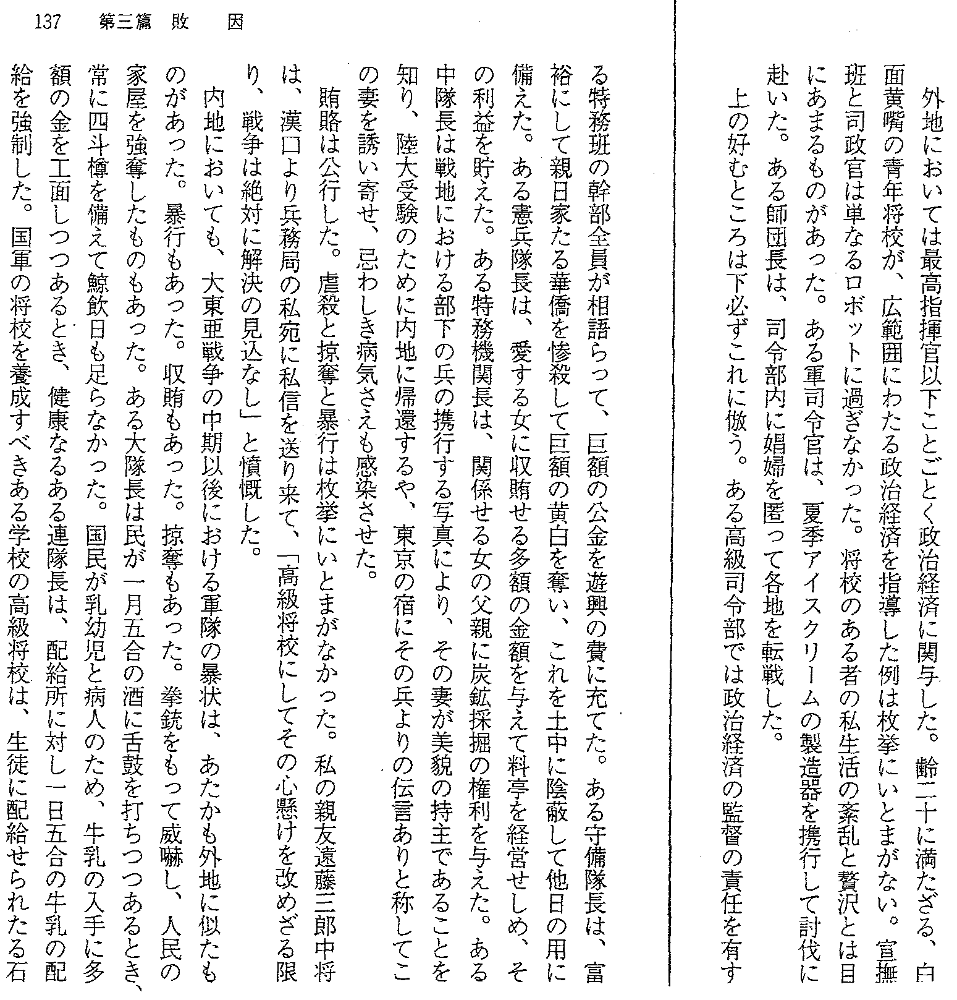 外地においては最高指揮官以下ことごとく政治経済に関与した。齢二十に満たざる、白
面黄嘴の青年将校が、広範囲にわたる政治経済を指導した例は枚挙にいとまがない。宣撫
班と司政官は単なるロボットに過ぎなかった。将校のある者の私生活の紊乱と贅沢とは目
にあまるものがあった。ある軍司令官は、夏季アイスクリームの製造器を携行して討伐に
赴いた。ある師団長は、司令部内に娼婦を匿って各地を転戦した。
上の好むところは下必ずこれに倣う。ある高級司令部では政治経済の監督の責任を有す
る特務班の幹部全員が相語らって、巨額の公金を遊興の費に充てた。ある守備隊長は、富
裕にして親日家たる華僑を惨殺して巨額の黄白を奪い、これを土中に陰蔽して他日の用に
備えた。ある憲兵隊長は、愛する女に収賄せる多額の金額を与えて料亭を経営せしめ、そ
の利益を貯えた。ある特務機関長は、関係せる女の父親に炭鉱採掘の権利を与えた。ある
中隊長は戦地における部下の兵の携行する写真により、その妻が美貌の持主であることを
知り、陸大受験のために内地に帰還するや、東京の宿にその兵よりの伝言ありと称してこ
の妻を誘い寄せ、忌わしき病気さえも感染させた。
賄賂は公行した。虐殺と掠奪と暴行は枚挙にいとまがなかった。私の親友遠藤三郎中将
は、漢口より兵務局の私宛に私信を送り来て、「高級将校にしてその心懸けを改めざる限
り、戦争は絶対に解決の見込なし」と憤慨した。
内地においても、大東亜戦争の中期以後における軍隊の暴状は、あたかも外地に似たも
のがあった。暴行もあった。収賄もあった。掠奪もあった。拳銃をもって威嚇し、人民の
家屋を強奪したものもあった。ある大隊長は民が一月五合の酒に舌鼓を打ちつつあるとき、
常に四斗樽を備えて鯨飲日も足らなかった。国民が乳幼児と病人のため、牛乳の入手に多
額の金を工面しつつあるとき、健康なるある連隊長は、配給所に対し一日五合の牛乳の配
給を強制した。国軍の将校を養成すべきある学校の高級将校は、生徒に配給せられたる石
137 第三篇 敗因